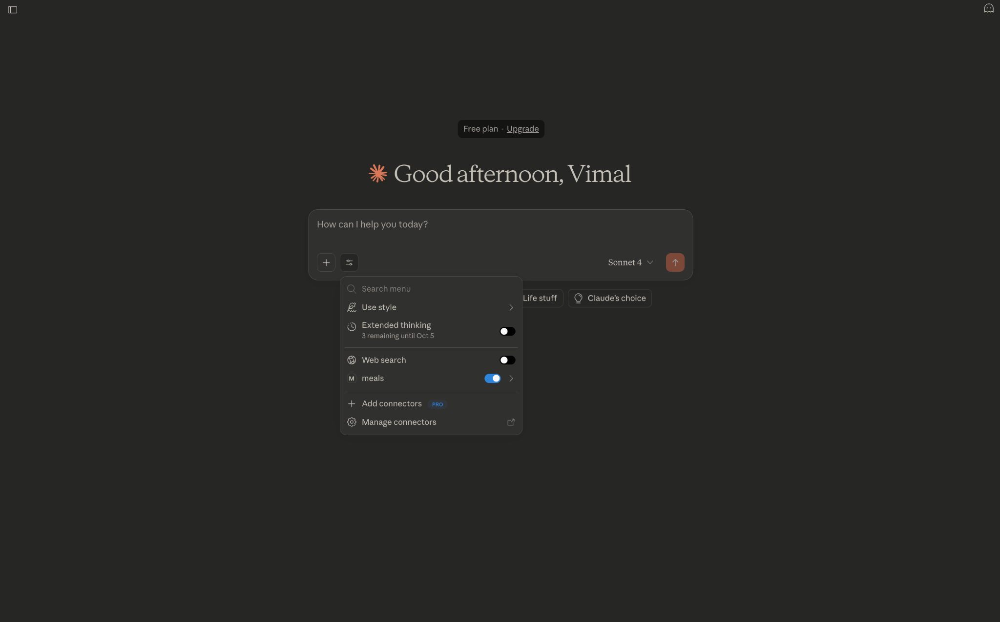 Free plan · Upgrade
Good afternoon, Vimal
How can I help you today?
Sonnet 4
Search menu
Use style
Life stuff
Claude's choice
Extended thinking
3 remaining until Oct 5
Web search
M meals
Add connectors PRO
Manage connectors